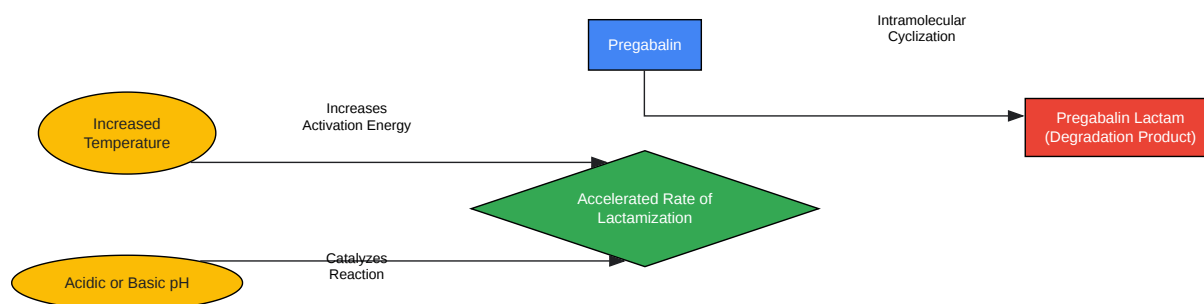 Intramolecular
Cyclization
Pregabalin
Increases
Activation Energy
Increased
Temperature
Pregabalin Lactam
(Degradation Product)
Accelerated Rate of
Lactamization
Catalyzes
Reaction
Acidic or Basic pH